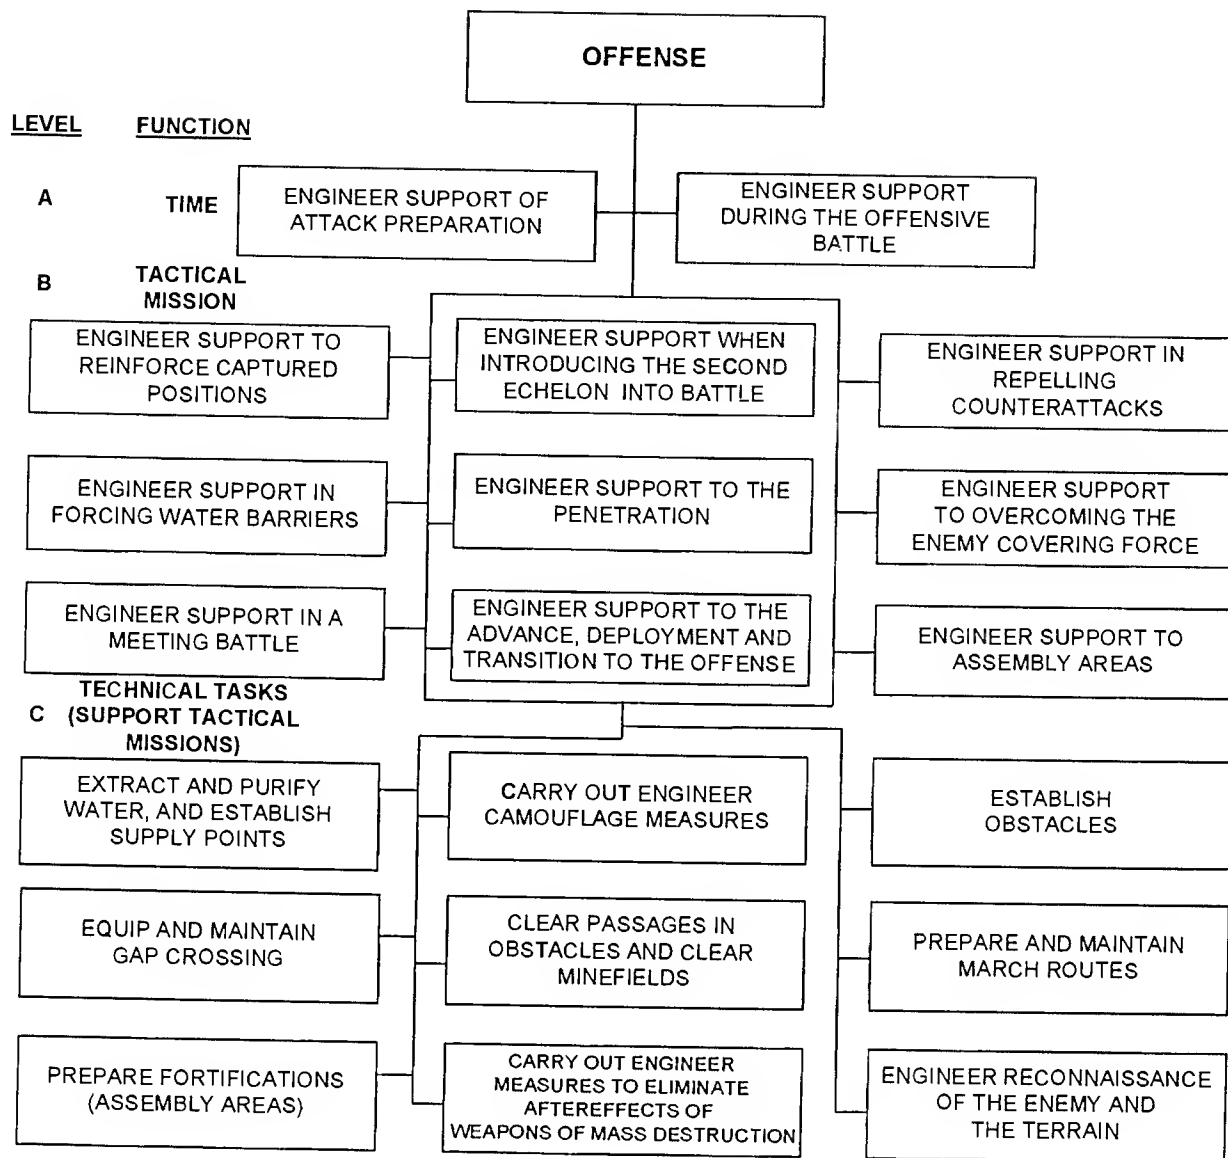 OFFENSE
LEVEL FUNCTION
A TIME
ENGINEER SUPPORT OF
ATTACK PREPARATION
ENGINEER SUPPORT
DURING THE OFFENSIVE
BATTLE
B TACTICAL
MISSION
ENGINEER SUPPORT TO
REINFORCE CAPTURED
POSITIONS
ENGINEER SUPPORT WHEN
INTRODUCING THE SECOND
ECHELON INTO BATTLE
ENGINEER SUPPORT IN
REPELLING
COUNTERATTACKS
ENGINEER SUPPORT IN
FORCING WATER BARRIERS
ENGINEER SUPPORT TO THE
PENETRATION
ENGINEER SUPPORT
TO OVERCOMING THE
ENEMY COVERING FORCE
ENGINEER SUPPORT IN A
MEETING BATTLE
ENGINEER SUPPORT TO THE
ADVANCE, DEPLOYMENT AND
TRANSITION TO THE OFFENSE
ENGINEER SUPPORT TO
ASSEMBLY AREAS
TECHNICAL TASKS
C (SUPPORT TACTICAL
MISSIONS)
EXTRACT AND PURIFY
WATER, AND ESTABLISH
SUPPLY POINTS
CARRY OUT ENGINEER
CAMOUFLAGE MEASURES
ESTABLISH
OBSTACLES
EQUIP AND MAINTAIN
GAP CROSSING
CLEAR PASSAGES IN
OBSTACLES AND CLEAR
MINEFIELDS
PREPARE AND MAINTAIN
MARCH ROUTES
PREPARE FORTIFICATIONS
(ASSEMBLY AREAS)
CARRY OUT ENGINEER
MEASURES TO ELIMINATE
AFTEREFFECTS OF
WEAPONS OF MASS DESTRUCTION
ENGINEER RECONNAISSANCE
OF THE ENEMY AND
THE TERRAIN